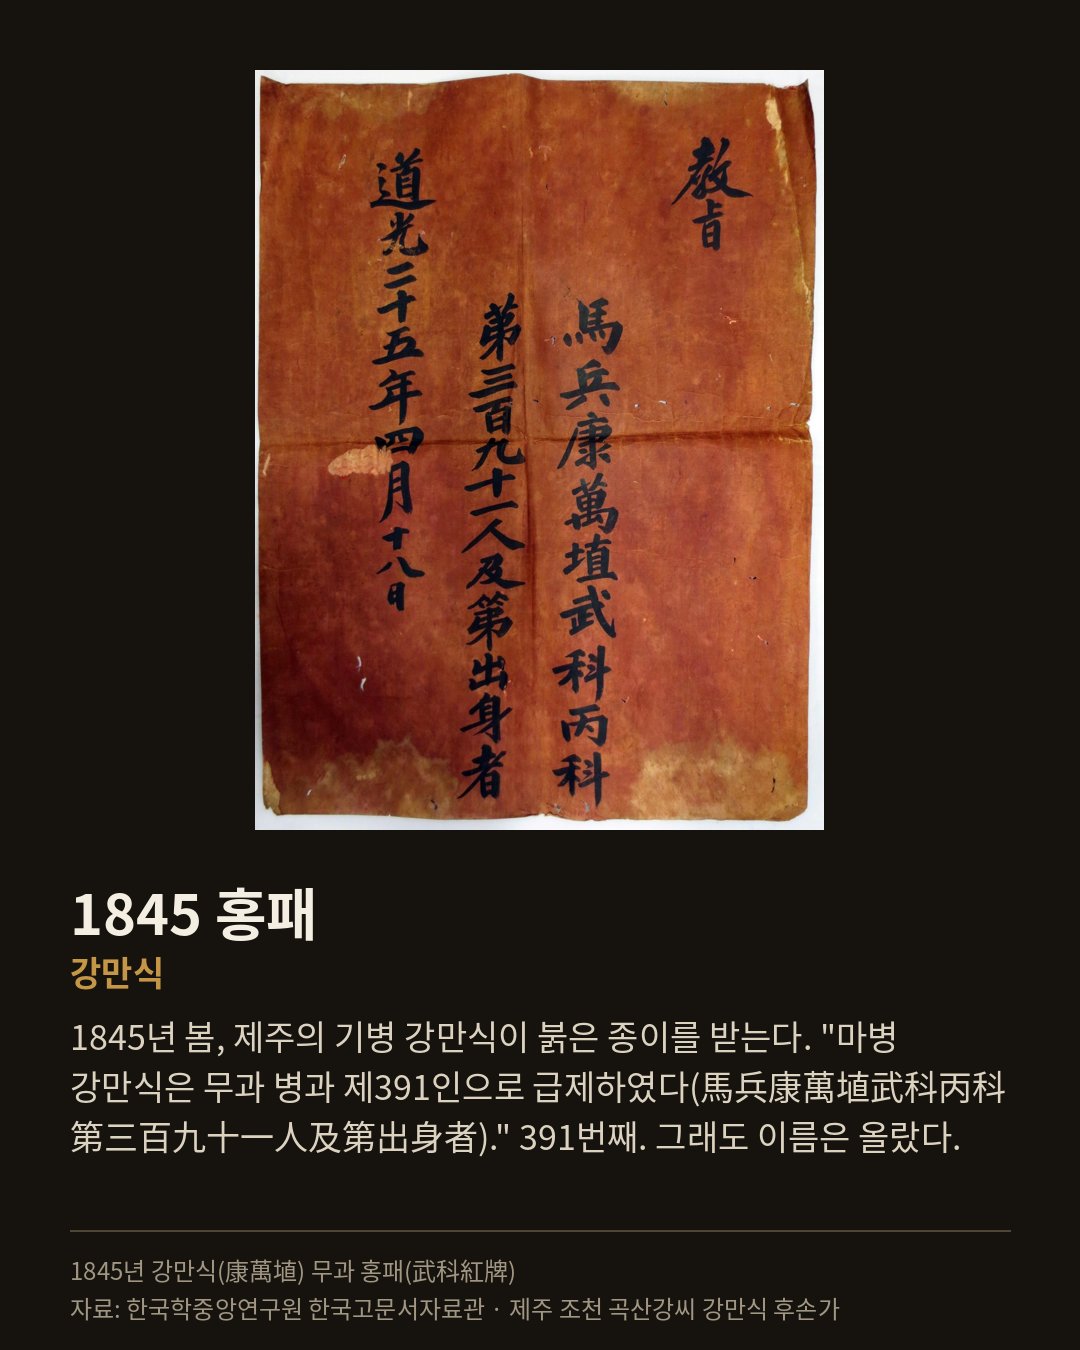 教旨
馬兵康萬埴武科丙科
第三百九十一人及第出身者
道光二十五年四月十八日
1845 홍패
강만식
1845년 봄, 제주의 기병 강만식이 붉은 종이를 받는다. "마병
강만식은 무과 병과 제391인으로 급제하였다(馬兵康萬埴武科丙科
第三百九十一人及第出身者)." 391번째. 그래도 이름은 올랐다.
1845년 강만식(康萬埴) 무과 홍패(武科紅牌)
자료: 한국학중앙연구원 한국고문서자료관 · 제주 조천 곡산강씨 강만식 후손가